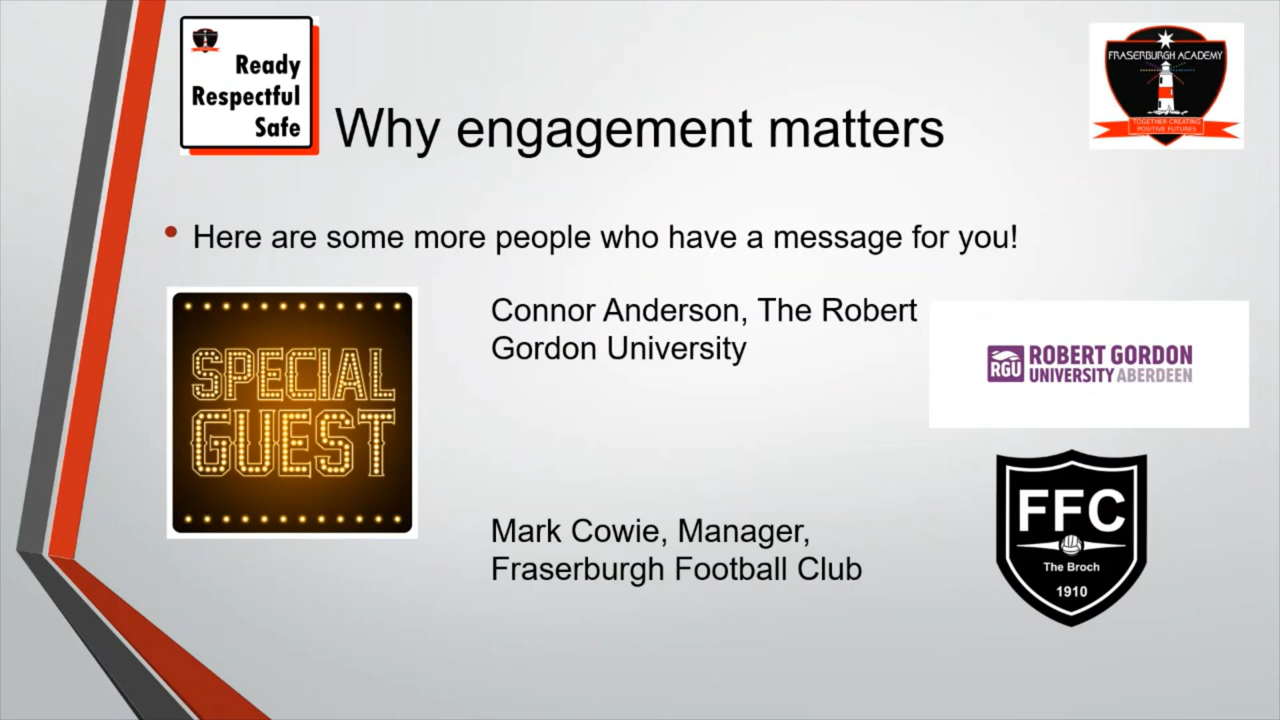 Ready
Respectful
Safe
FRASERBURGH ACADEMY
TOGETHER CREATING
POSITIVE FUTURES
Why engagement matters
Here are some more people who have a message for you!
SPECIAL
GUEST
Connor Anderson, The Robert
Gordon University
RGU
ROBERT GORDON
UNIVERSITY ABERDEEN
Mark Cowie, Manager,
Fraserburgh Football Club
FFC
The Broch
1910